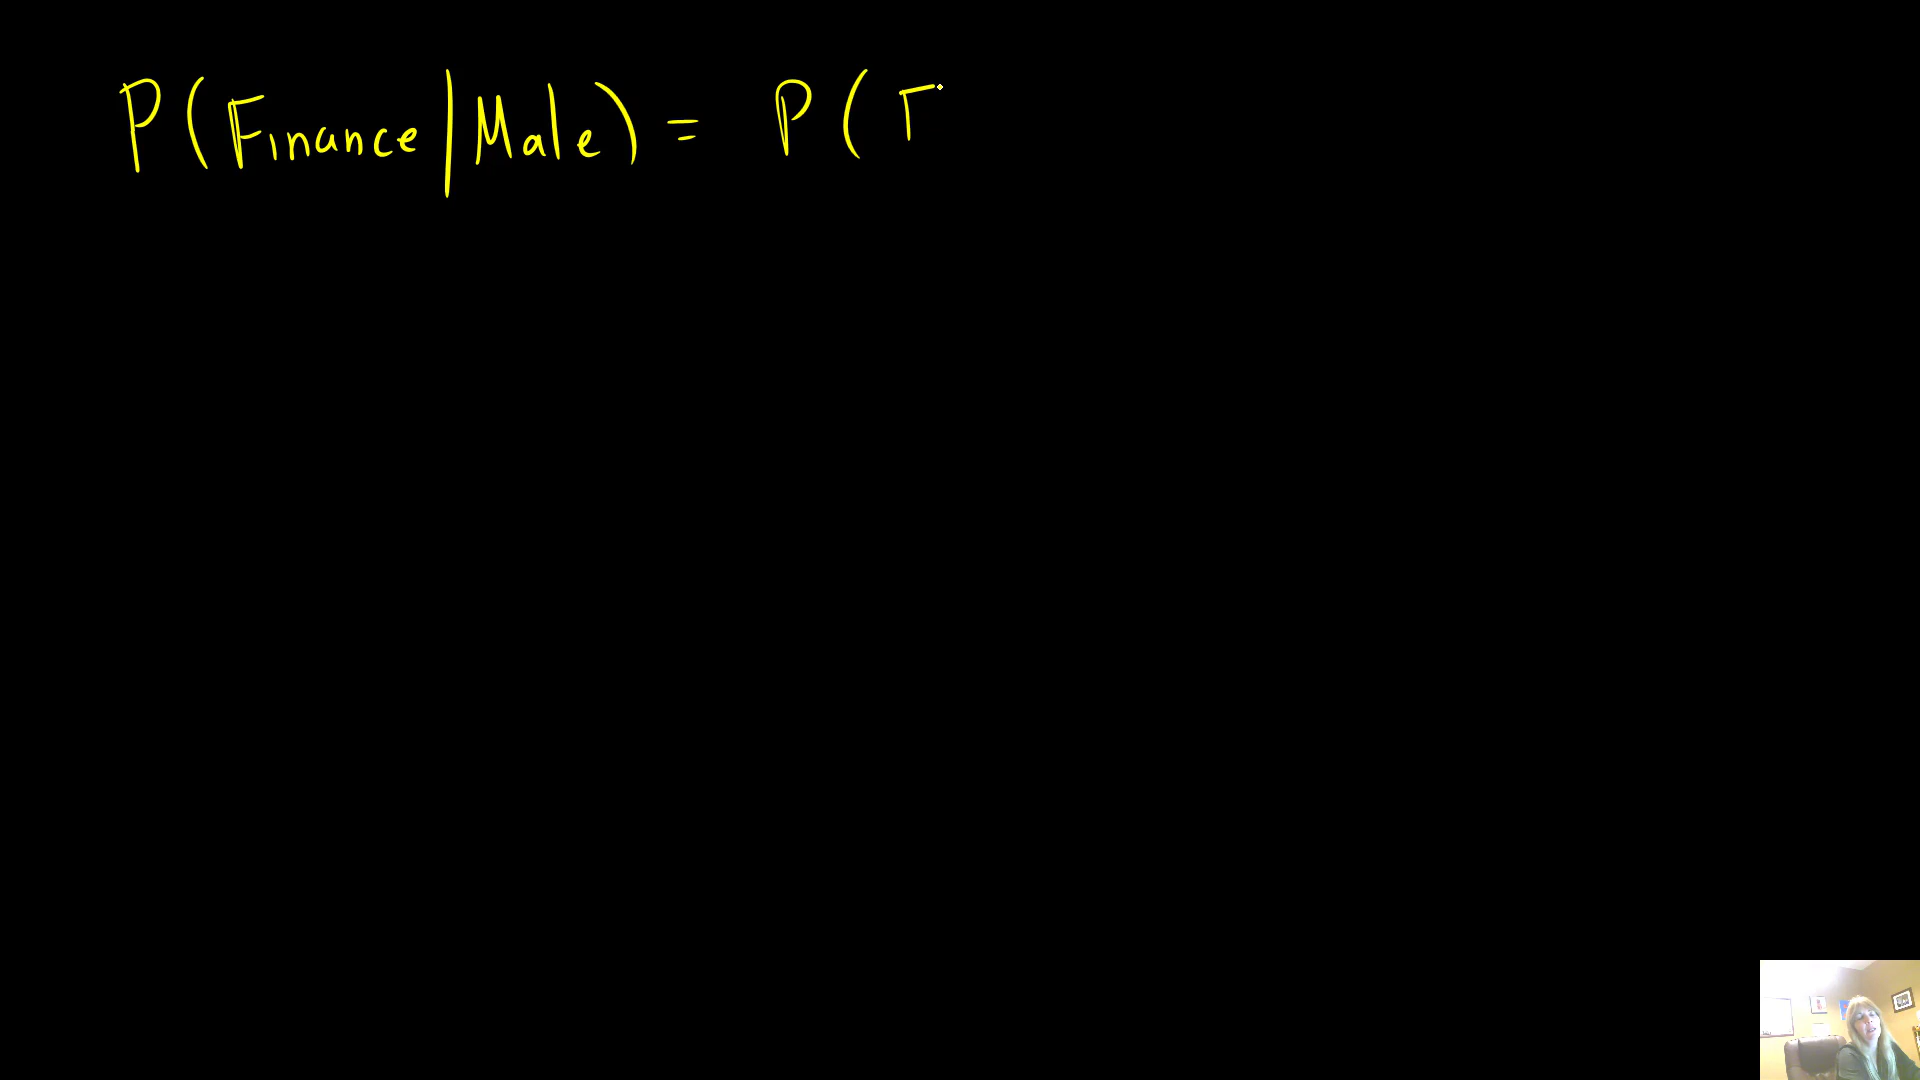 P(Finance|Male) = P(